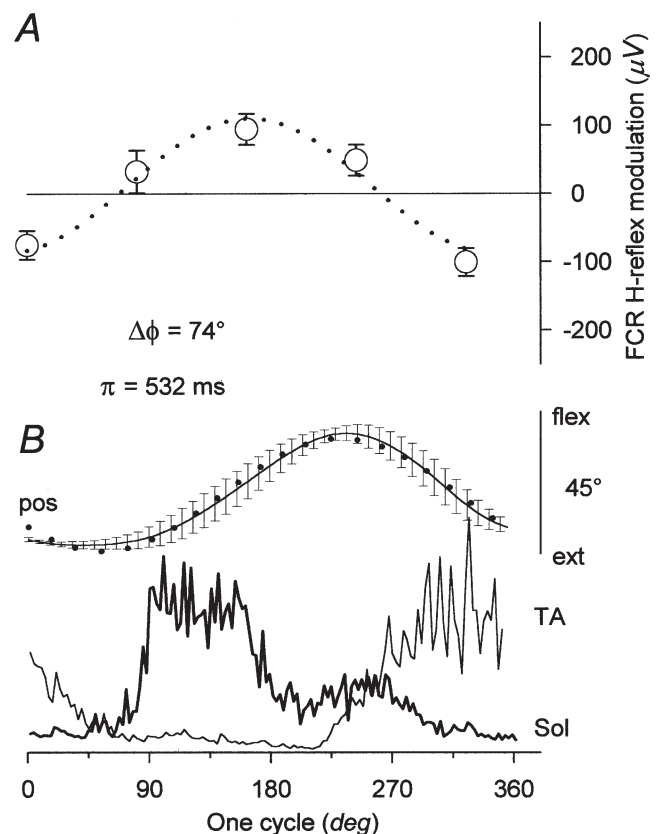 A
200
100
0
-100
-200
FCR H-reflex modulation (μV)
Δϕ = 74°
π = 532 ms
B
pos
flex
45°
ext
TA
Sol
0 90 180 270 360
One cycle (deg)